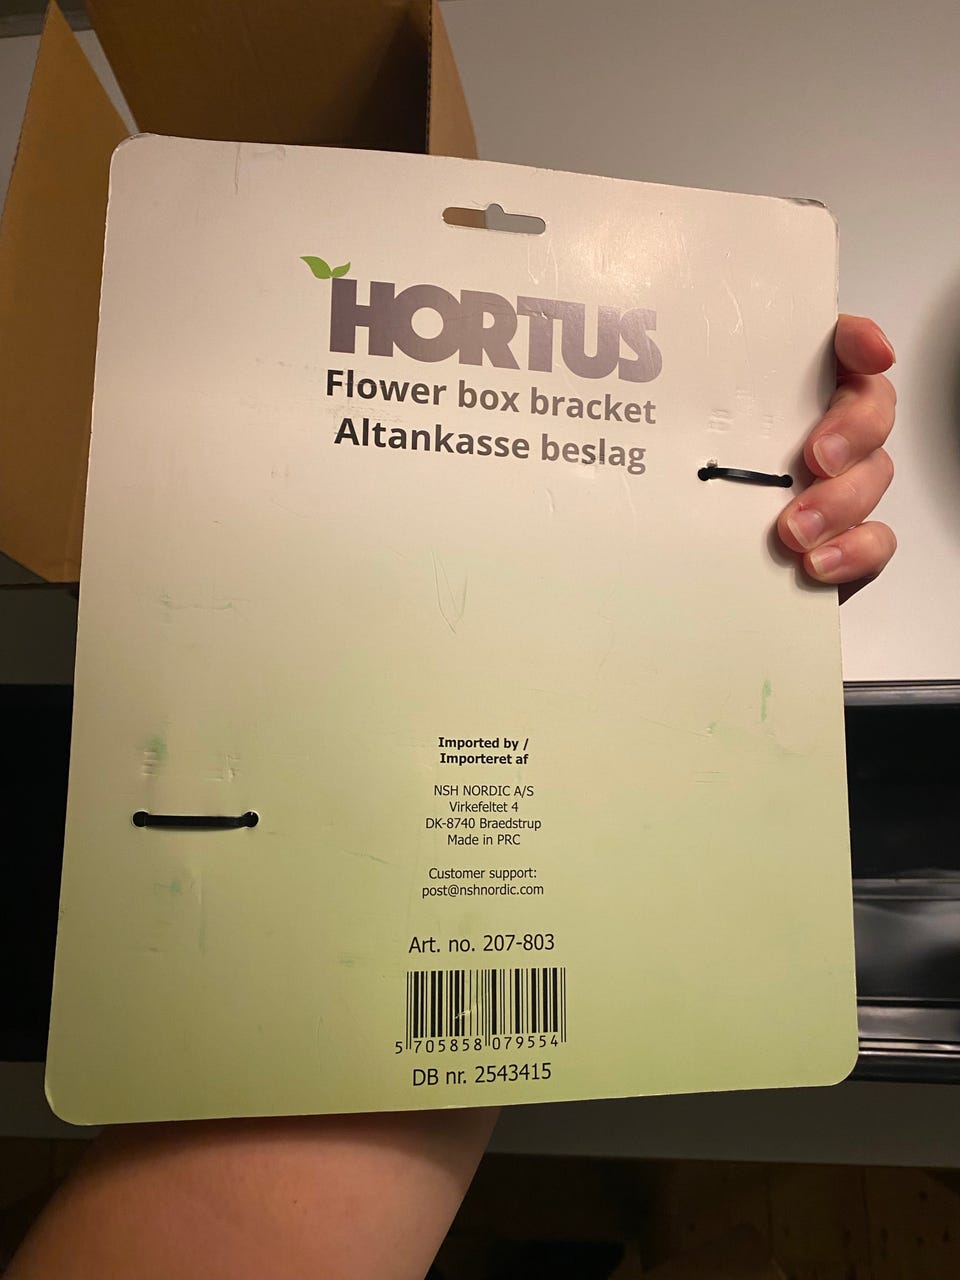 HORTUS
Flower box bracket
Altankasse beslag
Imported by /
Importeret af
NSH NORDIC A/S
Virkefeltet 4
DK-8740 Braedstrup
Made in PRC
Customer support:
post@nshnordic.com
Art. no. 207-803
5 705858 079554
DB nr. 2543415